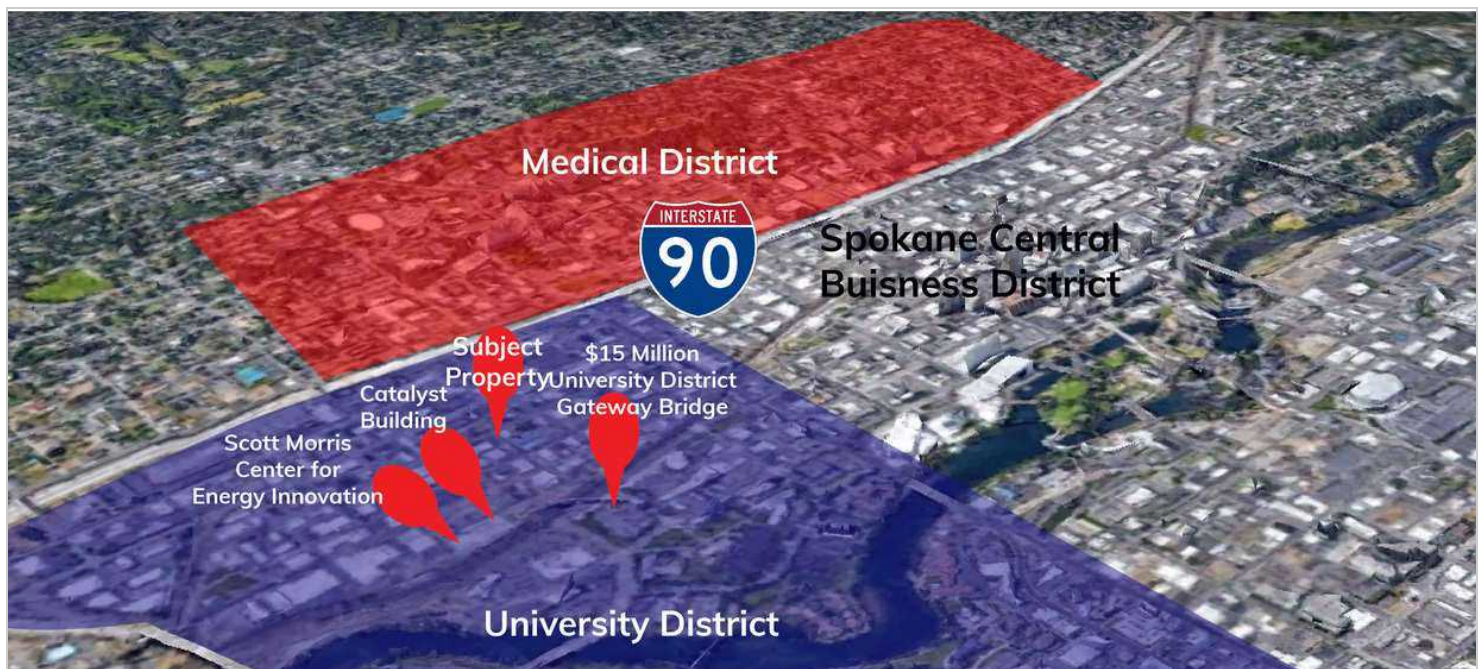 Medical District
INTERSTATE
90
Spokane Central
Buisness District
Subject
Property
$15 Million
University District
Gateway Bridge
Catalyst
Building
Scott Morris
Center for
Energy Innovation
University District